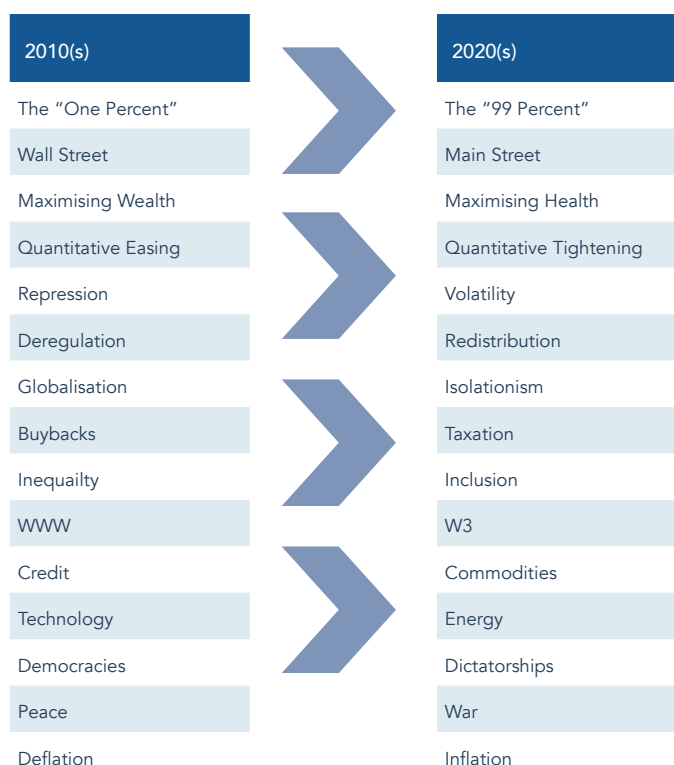 2010(s)
2020(s)
The “One Percent”
The “99 Percent”
Wall Street
Main Street
Maximising Wealth
Maximising Health
Quantitative Easing
Quantitative Tightening
Repression
Volatility
Deregulation
Redistribution
Globalisation
Isolationism
Buybacks
Taxation
Inequailty
Inclusion
WWW
W3
Credit
Commodities
Technology
Energy
Democracies
Dictatorships
Peace
War
Deflation
Inflation